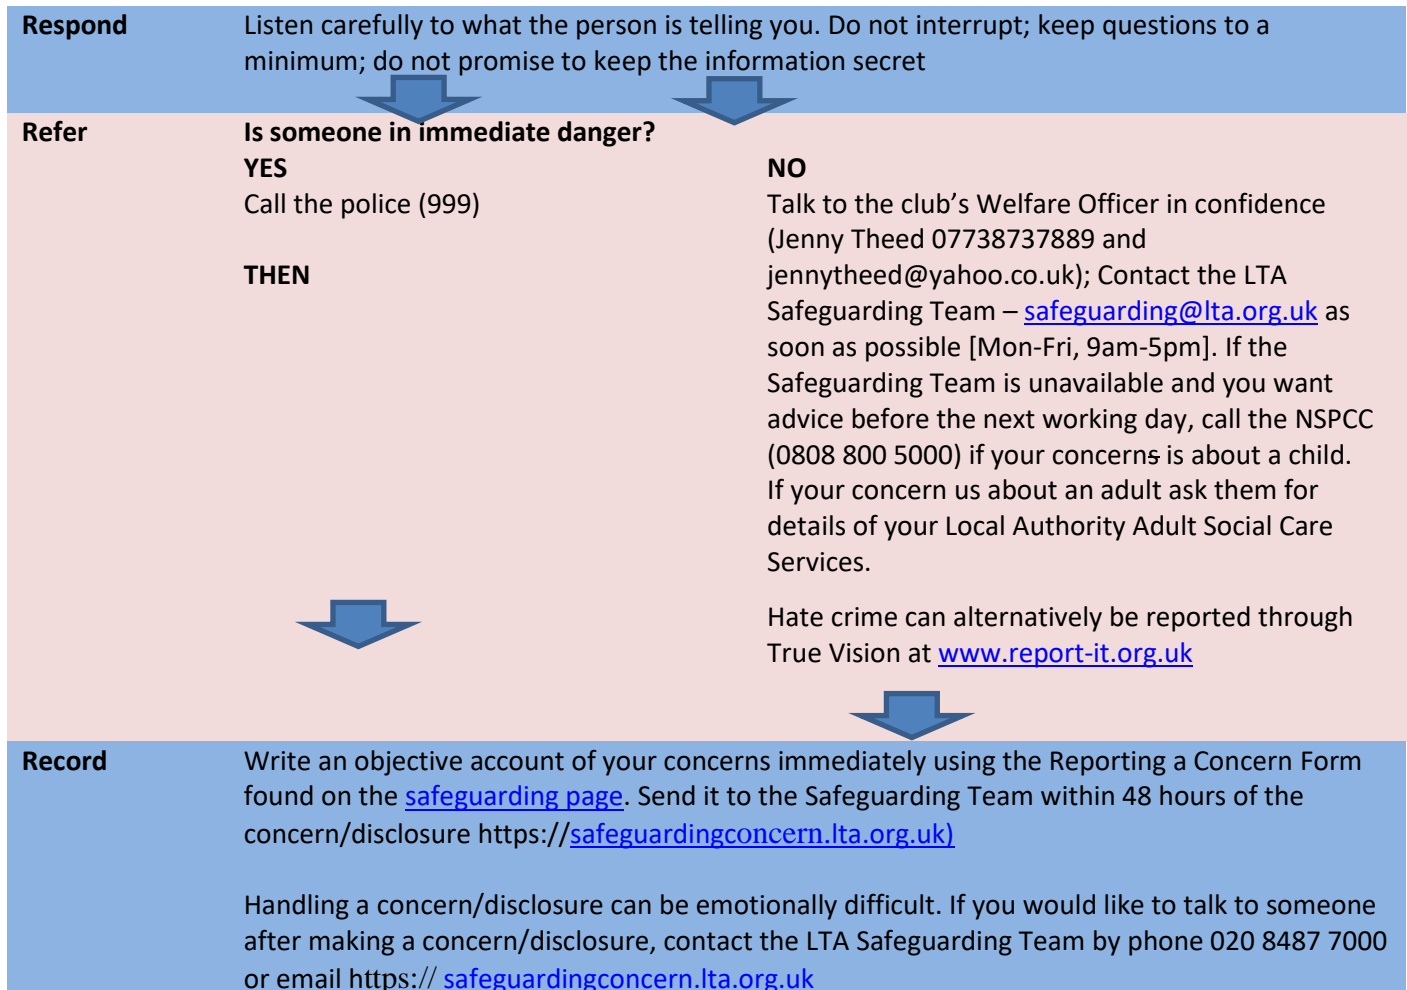 Respond
Listen carefully to what the person is telling you. Do not interrupt; keep questions to a
minimum; do not promise to keep the information secret
Refer
Is someone in immediate danger?
YES
Call the police (999)
THEN
NO
Talk to the club’s Welfare Officer in confidence
(Jenny Theed 07738737889 and
jennytheed@yahoo.co.uk); Contact the LTA
Safeguarding Team – safeguarding@lta.org.uk as
soon as possible [Mon-Fri, 9am-5pm]. If the
Safeguarding Team is unavailable and you want
advice before the next working day, call the NSPCC
(0808 800 5000) if your concerns is about a child.
If your concern us about an adult ask them for
details of your Local Authority Adult Social Care
Services.
Hate crime can alternatively be reported through
True Vision at www.report-it.org.uk
Record
Write an objective account of your concerns immediately using the Reporting a Concern Form
found on the safeguarding page. Send it to the Safeguarding Team within 48 hours of the
concern/disclosure https://safeguardingconcern.lta.org.uk)
Handling a concern/disclosure can be emotionally difficult. If you would like to talk to someone
after making a concern/disclosure, contact the LTA Safeguarding Team by phone 020 8487 7000
or email https:// safeguardingconcern.lta.org.uk